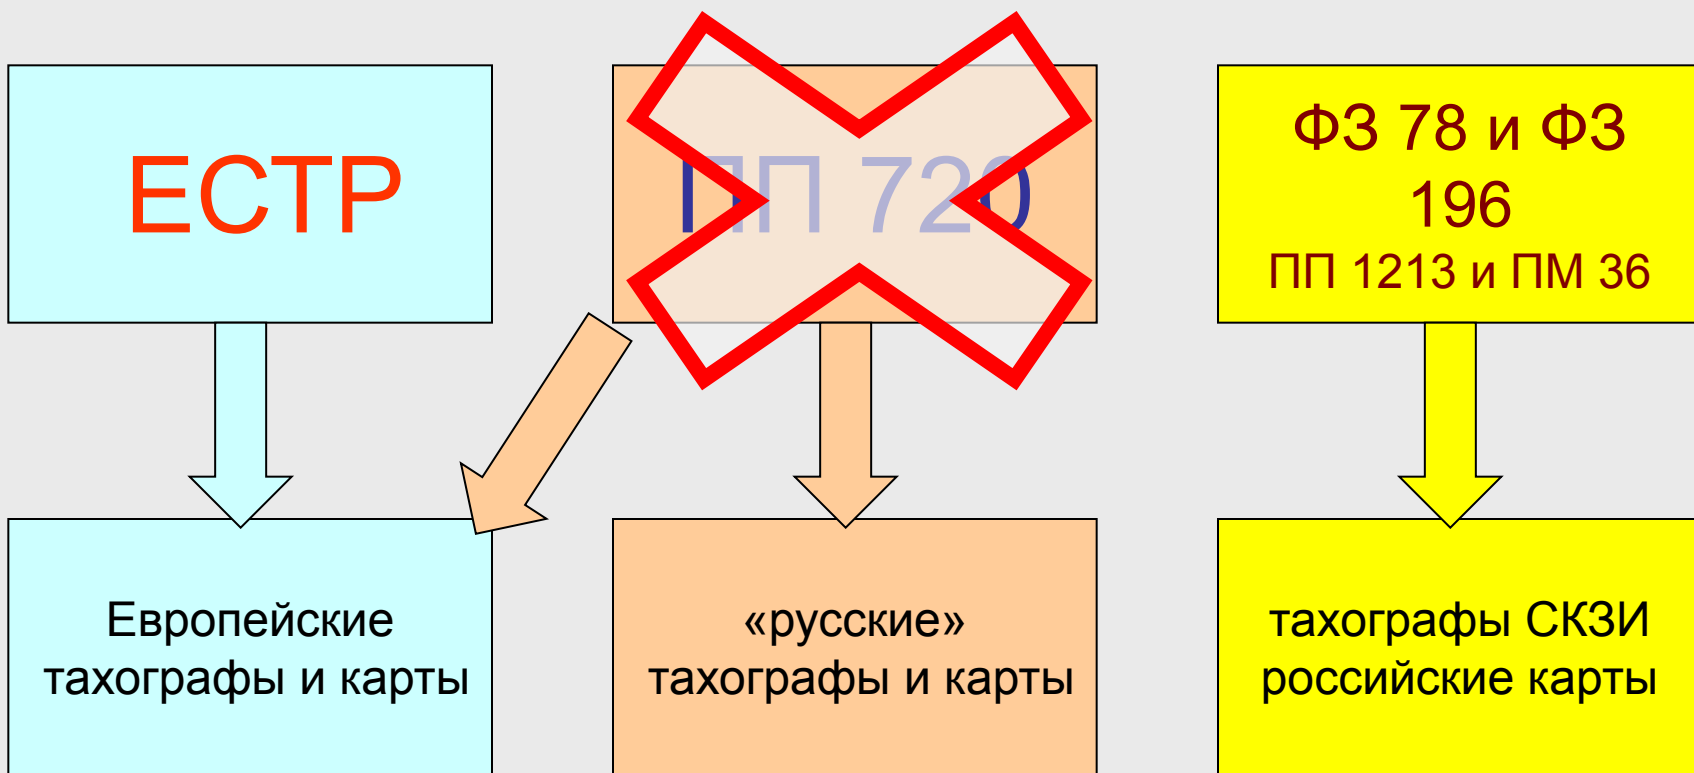 ЕСТР
ПП 720
ФЗ 78 и ФЗ
196
ПП 1213 и ПМ 36
Европейские
тахографы и карты
«русские»
тахографы и карты
тахографы СКЗИ
российские карты